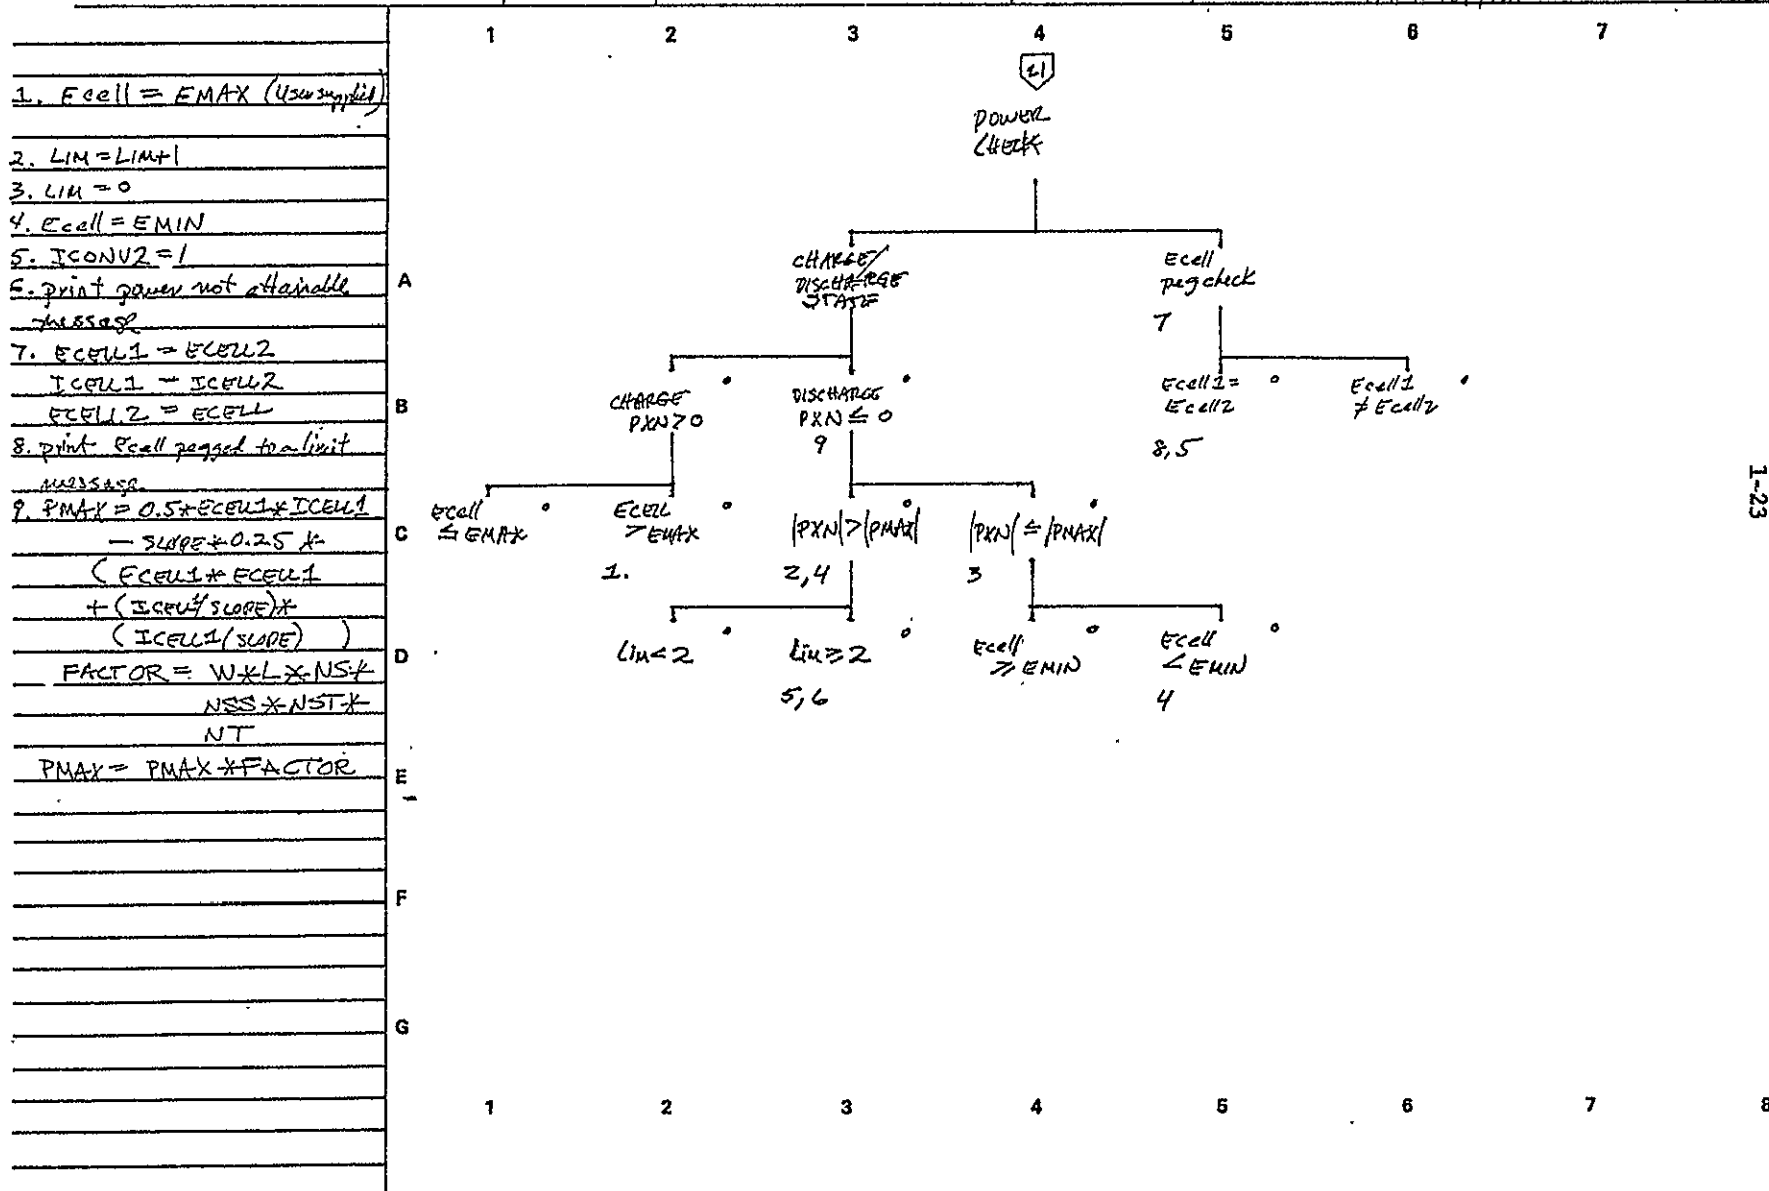 1 2 3 4 5 6 7
21
1. Ecell = EMAX (User supplied)
2. LIM = LIM+1
3. LIM = 0
4. Ecell = EMIN
5. ICONV2 = 1
6. print power not attainable
message
7. ECELL1 = ECELL2
ICELL1 = ICELL2
ECELL2 = ECELL
8. print Ecell pegged to a limit
message
9. PMAX = 0.5*ECELL1*ICELL1
- SLOPE*0.25 *
(ECELL1*ECELL1
+ (ICELL1/SLOPE)*
(ICELL1/SLOPE) )
FACTOR = W*L*NS*
NSS*NST*
NT
PMAX = PMAX*FACTOR
POWER
CHECK
A
CHARGE/
DISCHARGE
STATE
Ecell
peg check
7
B
CHARGE
PXN>0
DISCHARGE
PXN ≤ 0
9
Ecell1 =
Ecell2
8,5
Ecell1
≠ Ecell2
C
Ecell
≤ EMAX
ECELL
> EMAX
1.
|PXN|>|PMAX|
2,4
|PXN| ≤ |PMAX|
3
D
Lim<2
Lim≥2
5,6
Ecell
≥ EMIN
Ecell
< EMIN
4
E
F
G
1 2 3 4 5 6 7 8
1-23